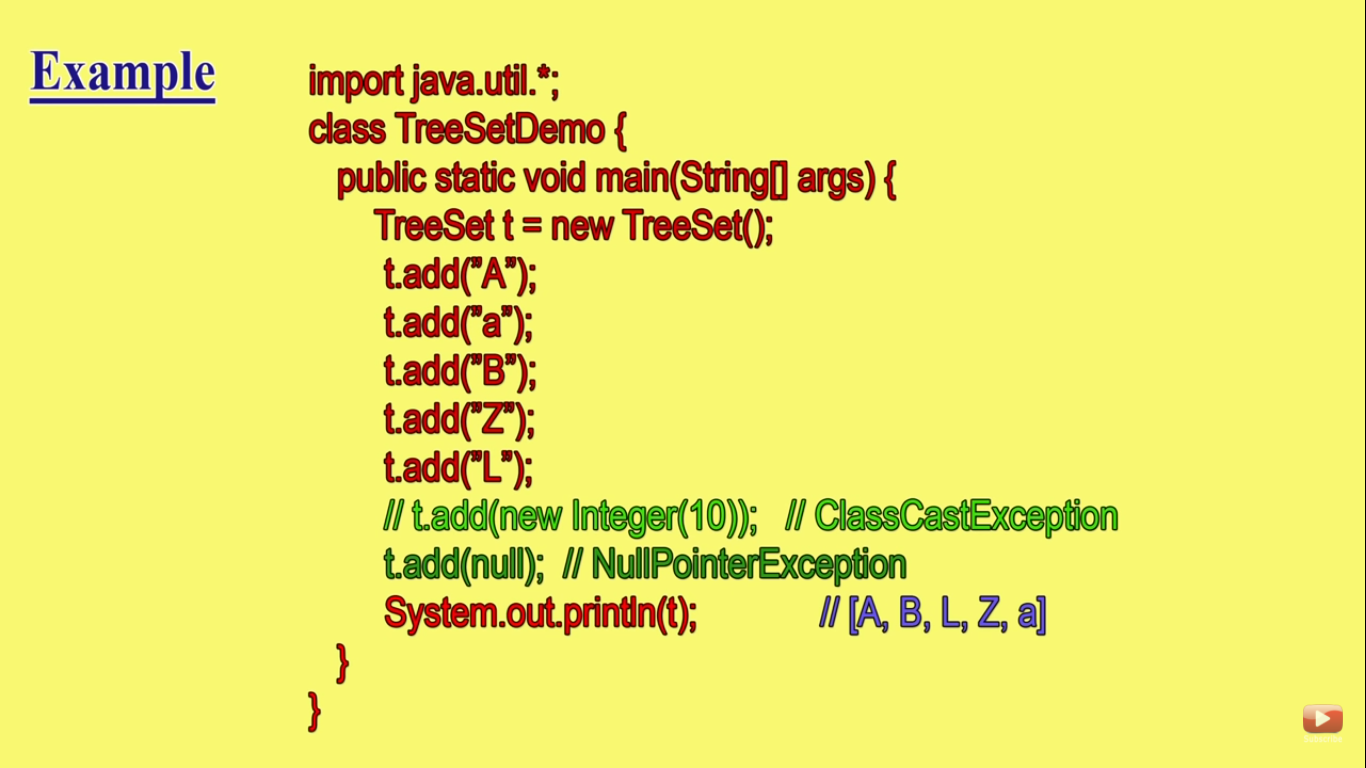 Example
import java.util.*;
class TreeSetDemo {
public static void main(String[] args) {
TreeSet t = new TreeSet();
t.add(”A”);
t.add(”a”);
t.add(”B”);
t.add(”Z”);
t.add(”L”);
// t.add(new Integer(10)); // ClassCastException
t.add(null); // NullPointerException
System.out.println(t); // [A, B, L, Z, a]
}
}